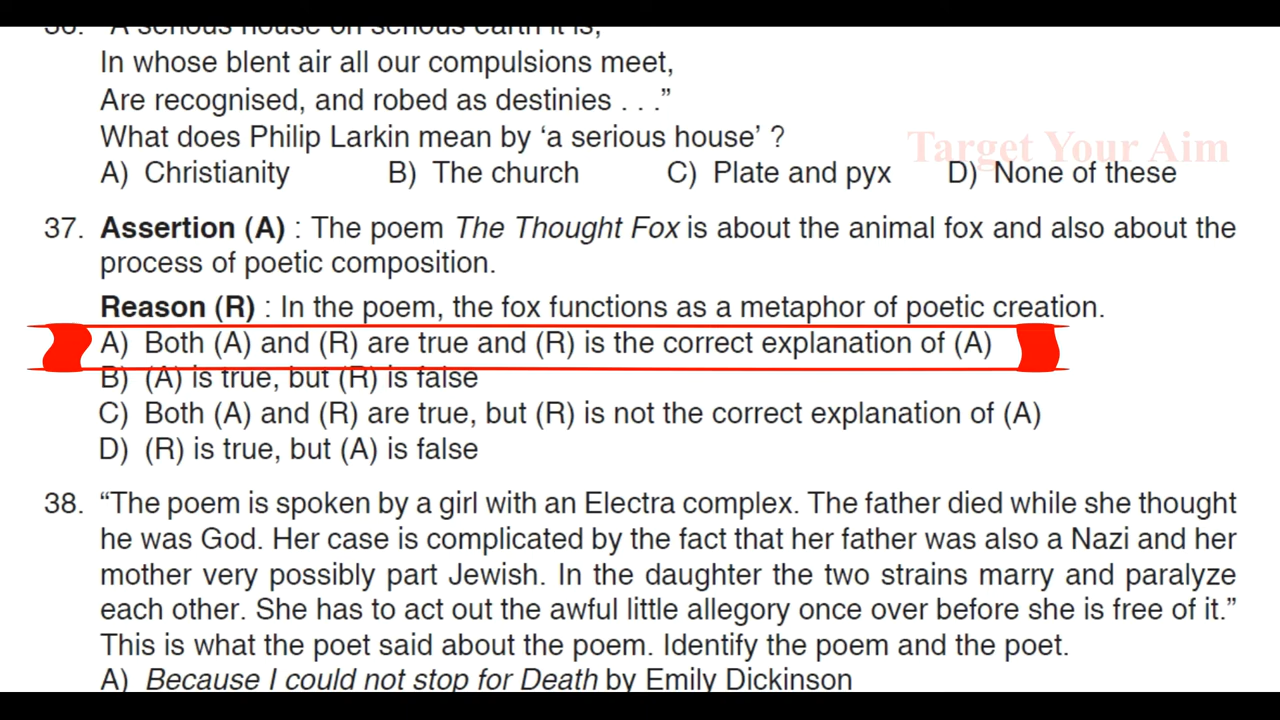 36. “A serious house on serious earth it is,
In whose blent air all our compulsions meet,
Are recognised, and robed as destinies . . .”
What does Philip Larkin mean by ‘a serious house’ ?
Target Your Aim
A) Christianity B) The church C) Plate and pyx D) None of these
37. Assertion (A) : The poem The Thought Fox is about the animal fox and also about the
process of poetic composition.
Reason (R) : In the poem, the fox functions as a metaphor of poetic creation.
A) Both (A) and (R) are true and (R) is the correct explanation of (A)
B) (A) is true, but (R) is false
C) Both (A) and (R) are true, but (R) is not the correct explanation of (A)
D) (R) is true, but (A) is false
38. “The poem is spoken by a girl with an Electra complex. The father died while she thought
he was God. Her case is complicated by the fact that her father was also a Nazi and her
mother very possibly part Jewish. In the daughter the two strains marry and paralyze
each other. She has to act out the awful little allegory once over before she is free of it.”
This is what the poet said about the poem. Identify the poem and the poet.
A) Because I could not stop for Death by Emily Dickinson